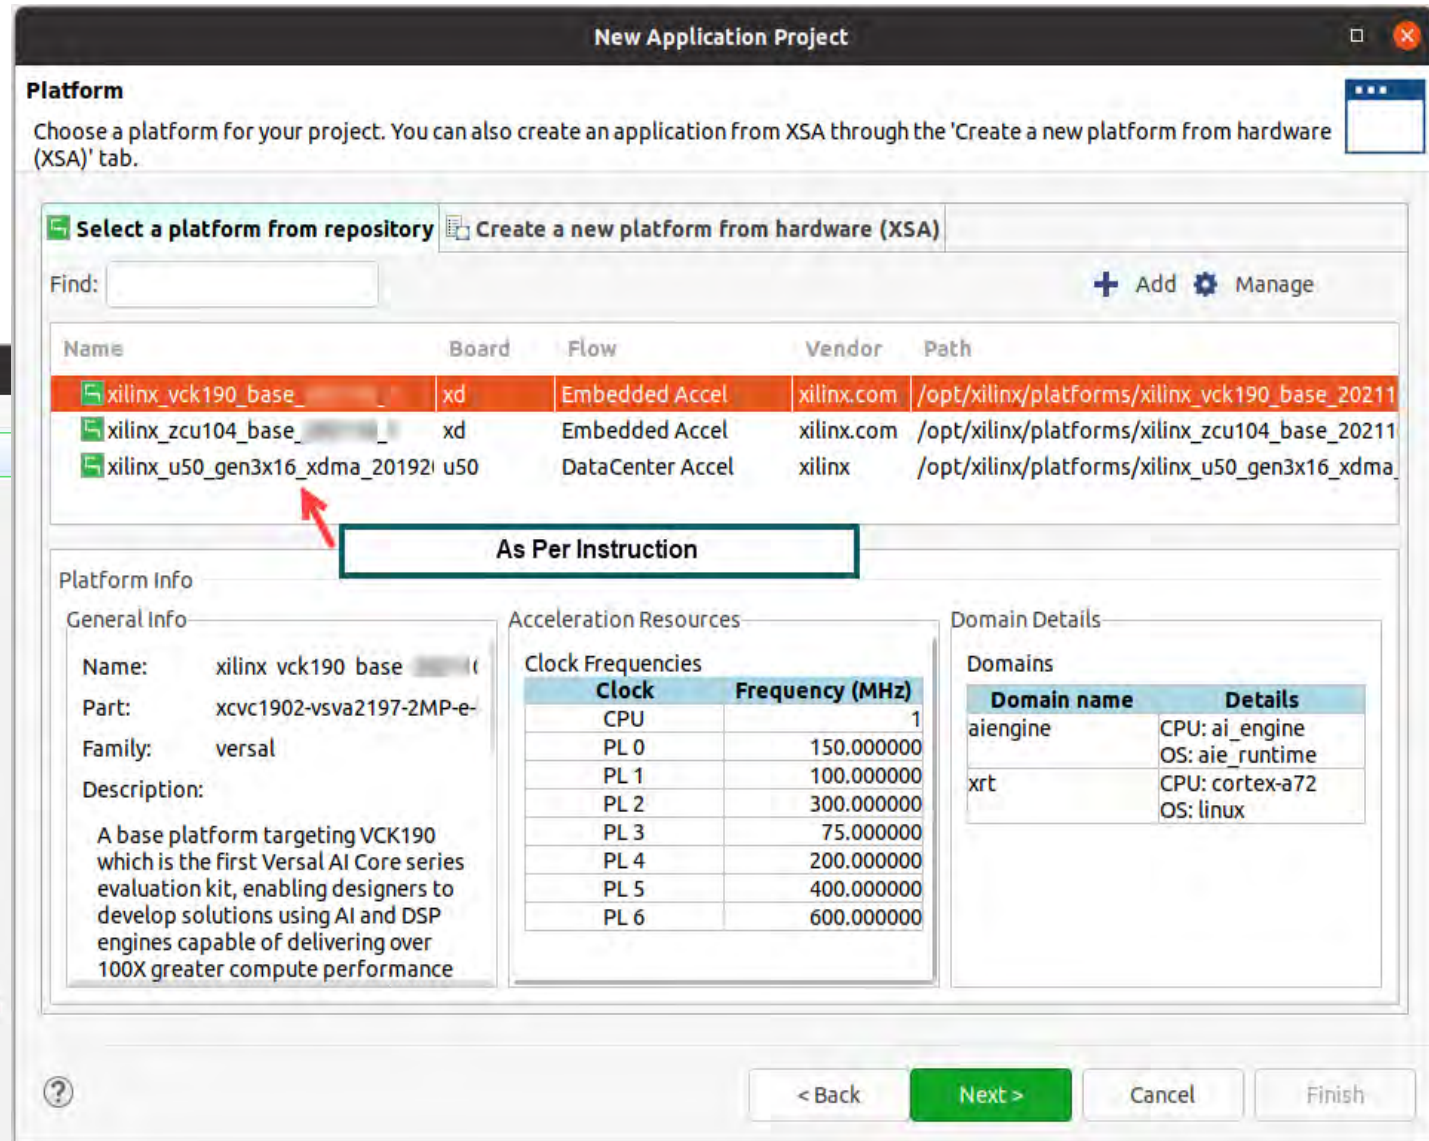 New Application Project
Platform
Choose a platform for your project. You can also create an application from XSA through the 'Create a new platform from hardware
(XSA)' tab.
Select a platform from repository Create a new platform from hardware (XSA)
Find: Add Manage
Name Board Flow Vendor Path
xilinx_vck190_base_ xd Embedded Accel xilinx.com /opt/xilinx/platforms/xilinx_vck190_base_20211
xilinx_zcu104_base_ xd Embedded Accel xilinx.com /opt/xilinx/platforms/xilinx_zcu104_base_20211
xilinx_u50_gen3x16_xdma_20192 u50 DataCenter Accel xilinx /opt/xilinx/platforms/xilinx_u50_gen3x16_xdma_
As Per Instruction
Platform Info
General Info Acceleration Resources Domain Details
Name: xilinx_vck190_base
Part: xcvc1902-vsva2197-2MP-e-
Family: versal
Description:
A base platform targeting VCK190
which is the first Versal AI Core series
evaluation kit, enabling designers to
develop solutions using AI and DSP
engines capable of delivering over
100X greater compute performance
Clock Frequencies
Clock Frequency (MHz)
CPU 1
PL 0 150.000000
PL 1 100.000000
PL 2 300.000000
PL 3 75.000000
PL 4 200.000000
PL 5 400.000000
PL 6 600.000000
Domains
Domain name Details
aiengine CPU: ai_engine
OS: aie_runtime
xrt CPU: cortex-a72
OS: linux
? < Back Next > Cancel Finish